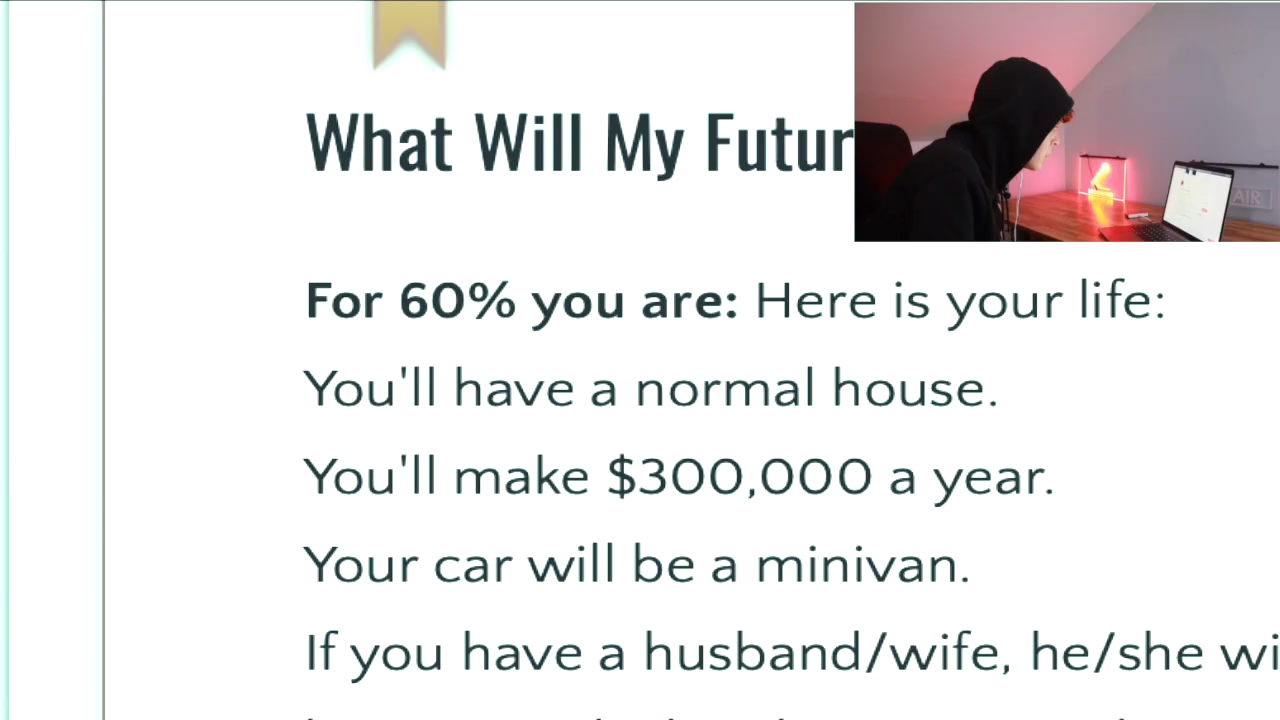 What Will My Futur
For 60% you are: Here is your life:
You'll have a normal house.
You'll make $300,000 a year.
Your car will be a minivan.
If you have a husband/wife, he/she wi
AIR